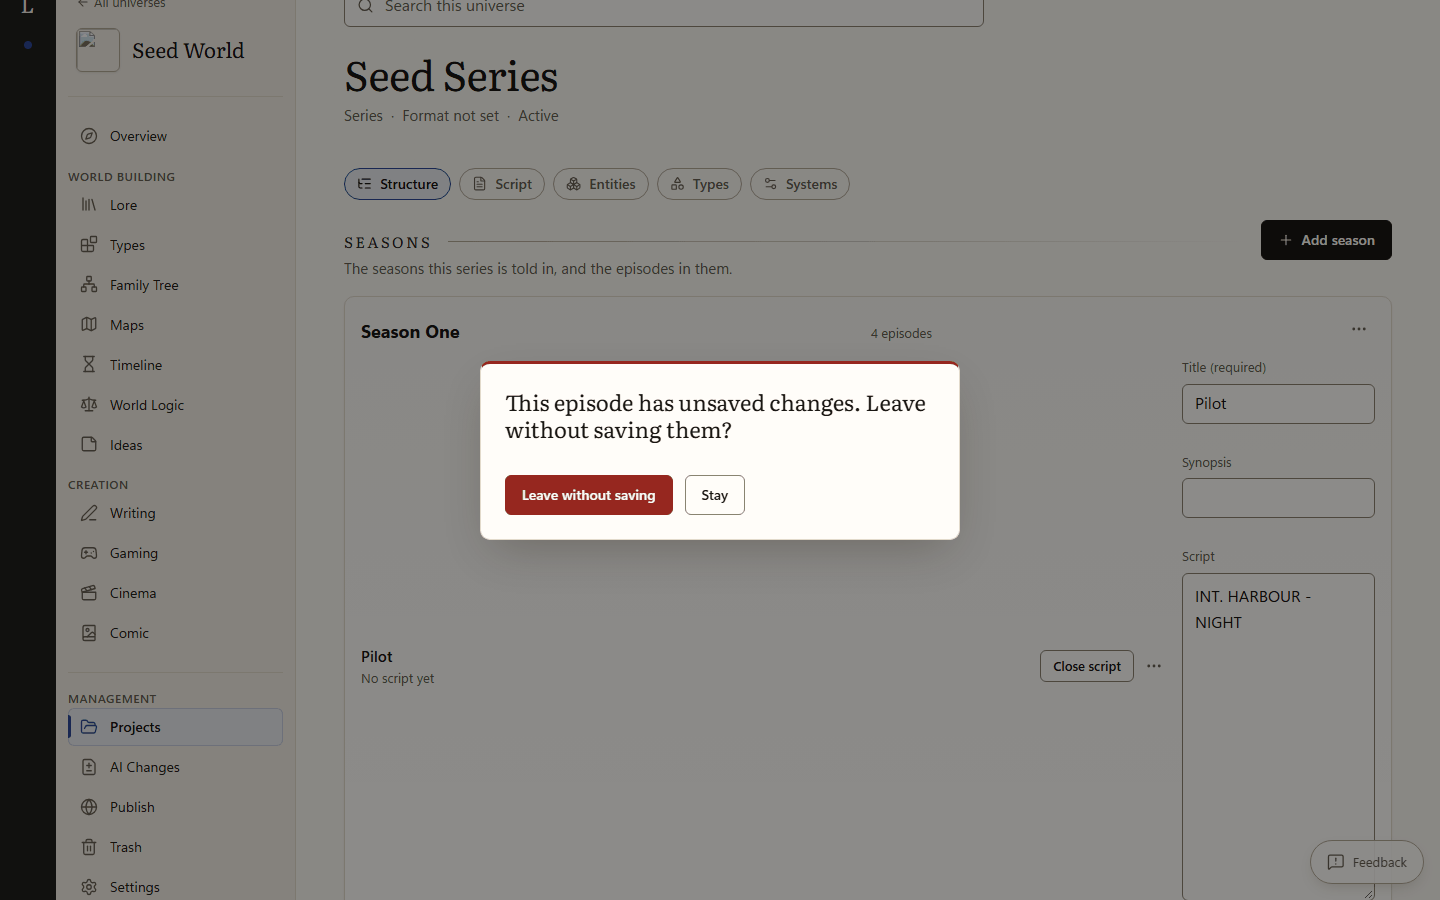 L
← All universes
Seed World
Overview
WORLD BUILDING
Lore
Types
Family Tree
Maps
Timeline
World Logic
Ideas
CREATION
Writing
Gaming
Cinema
Comic
MANAGEMENT
Projects
AI Changes
Publish
Trash
Settings
Search this universe
Seed Series
Series · Format not set · Active
Structure
Script
Entities
Types
Systems
SEASONS
Add season
The seasons this series is told in, and the episodes in them.
Season One
4 episodes
Title (required)
Pilot
Synopsis
Script
INT. HARBOUR -
NIGHT
Pilot
No script yet
Close script
This episode has unsaved changes. Leave
without saving them?
Leave without saving
Stay
Feedback